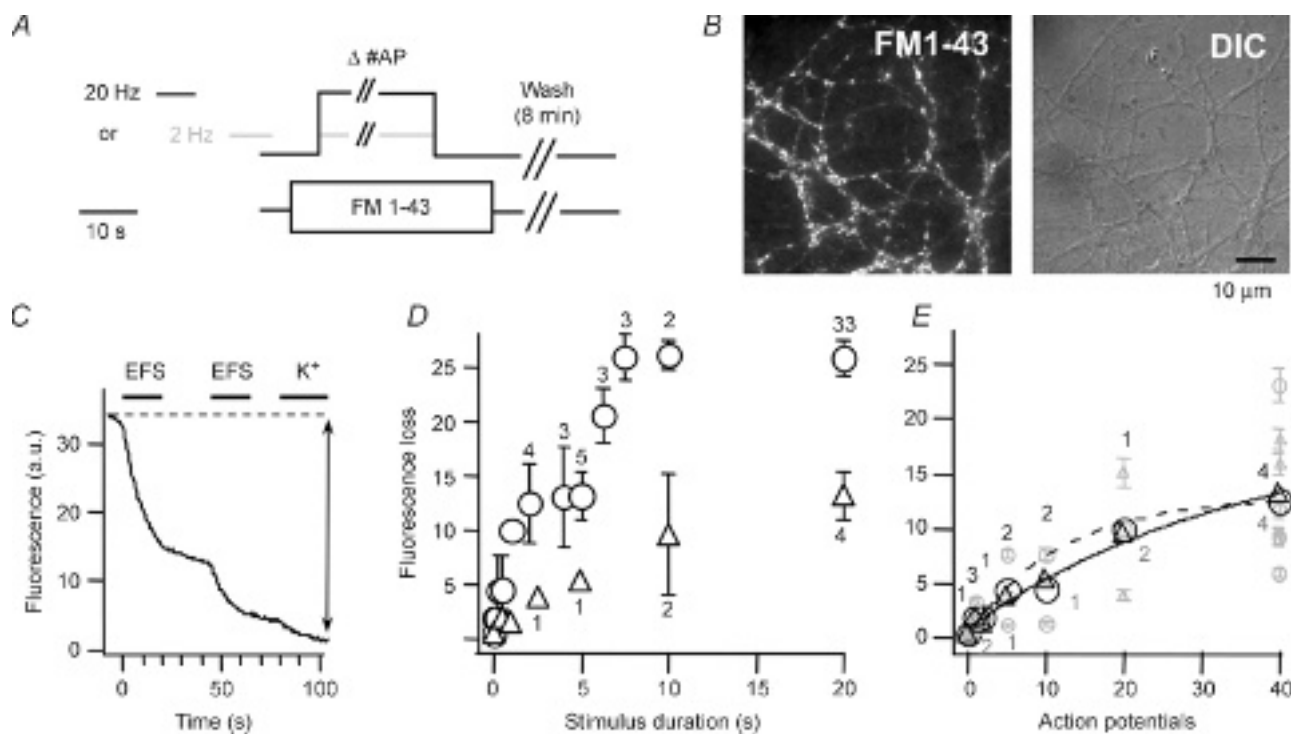 A
Δ #AP
20 Hz
or
2 Hz
Wash
(8 min)
FM 1-43
10 s
B
FM1-43
DIC
10 μm
C
EFS
EFS
K+
Fluorescence (a.u.)
30
20
10
0
0
50
100
Time (s)
D
Fluorescence loss
25
20
15
10
5
0
5
10
15
20
Stimulus duration (s)
4
3
5
3
3
2
33
1
1
2
4
E
25
20
15
10
5
0
0
10
20
30
40
Action potentials
1
3
1
2
2
1
4
2
1
1
2
4